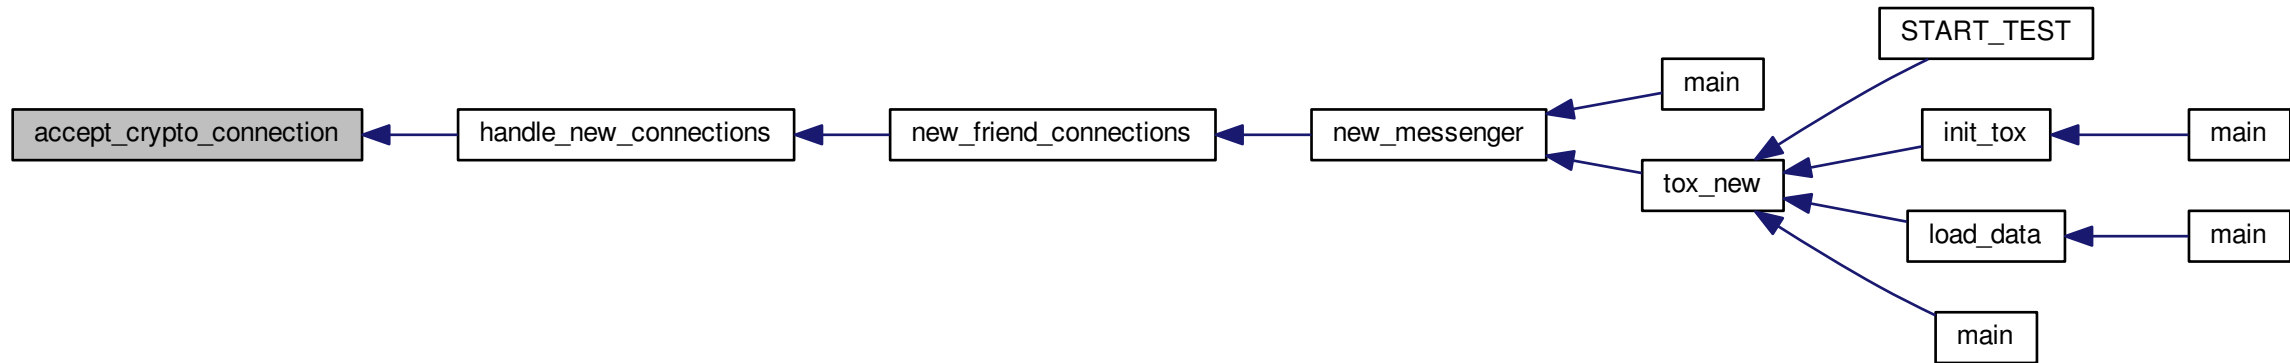 START_TEST
main
accept_crypto_connection
handle_new_connections
new_friend_connections
new_messenger
init_tox
main
tox_new
load_data
main
main